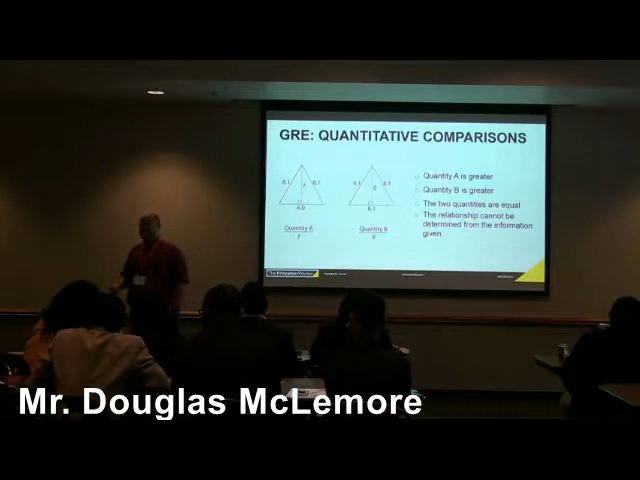 GRE: QUANTITATIVE COMPARISONS
6.1 f 6.1
6.0
6.1 g 6.1
6.1
Quantity A
f
Quantity B
g
Quantity A is greater
Quantity B is greater
The two quantities are equal
The relationship cannot be
determined from the information
given.
The Princeton Review
Mr. Douglas McLemore